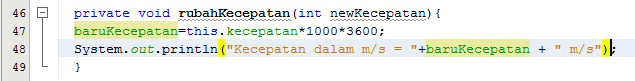 46 private void rubahKecepatan(int newKecepatan){
47 baruKecepatan=this.kecepatan*1000*3600;
48 System.out.println("Kecepatan dalam m/s = "+baruKecepatan + " m/s");
49 }